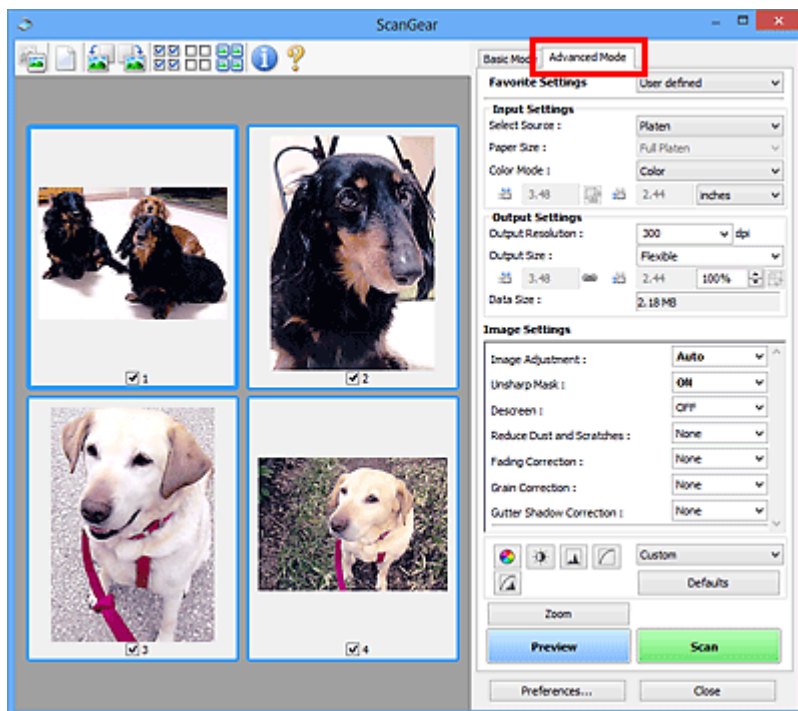 ScanGear
Basic Mode Advanced Mode
Favorite Settings User defined
Input Settings
Select Source : Platen
Paper Size : Full Platen
Color Mode : Color
3.48 2.44 inches
Output Settings
Output Resolution : 300 dpi
Output Size : Flexible
3.48 2.44 100%
Data Size : 2.18 MB
Image Settings
Image Adjustment : Auto
Unsharp Mask : ON
Descreen : OFF
Reduce Dust and Scratches : None
Fading Correction : None
Grain Correction : None
Gutter Shadow Correction : None
Custom
Defaults
Zoom
Preview Scan
Preferences... Close
1 2
3 4